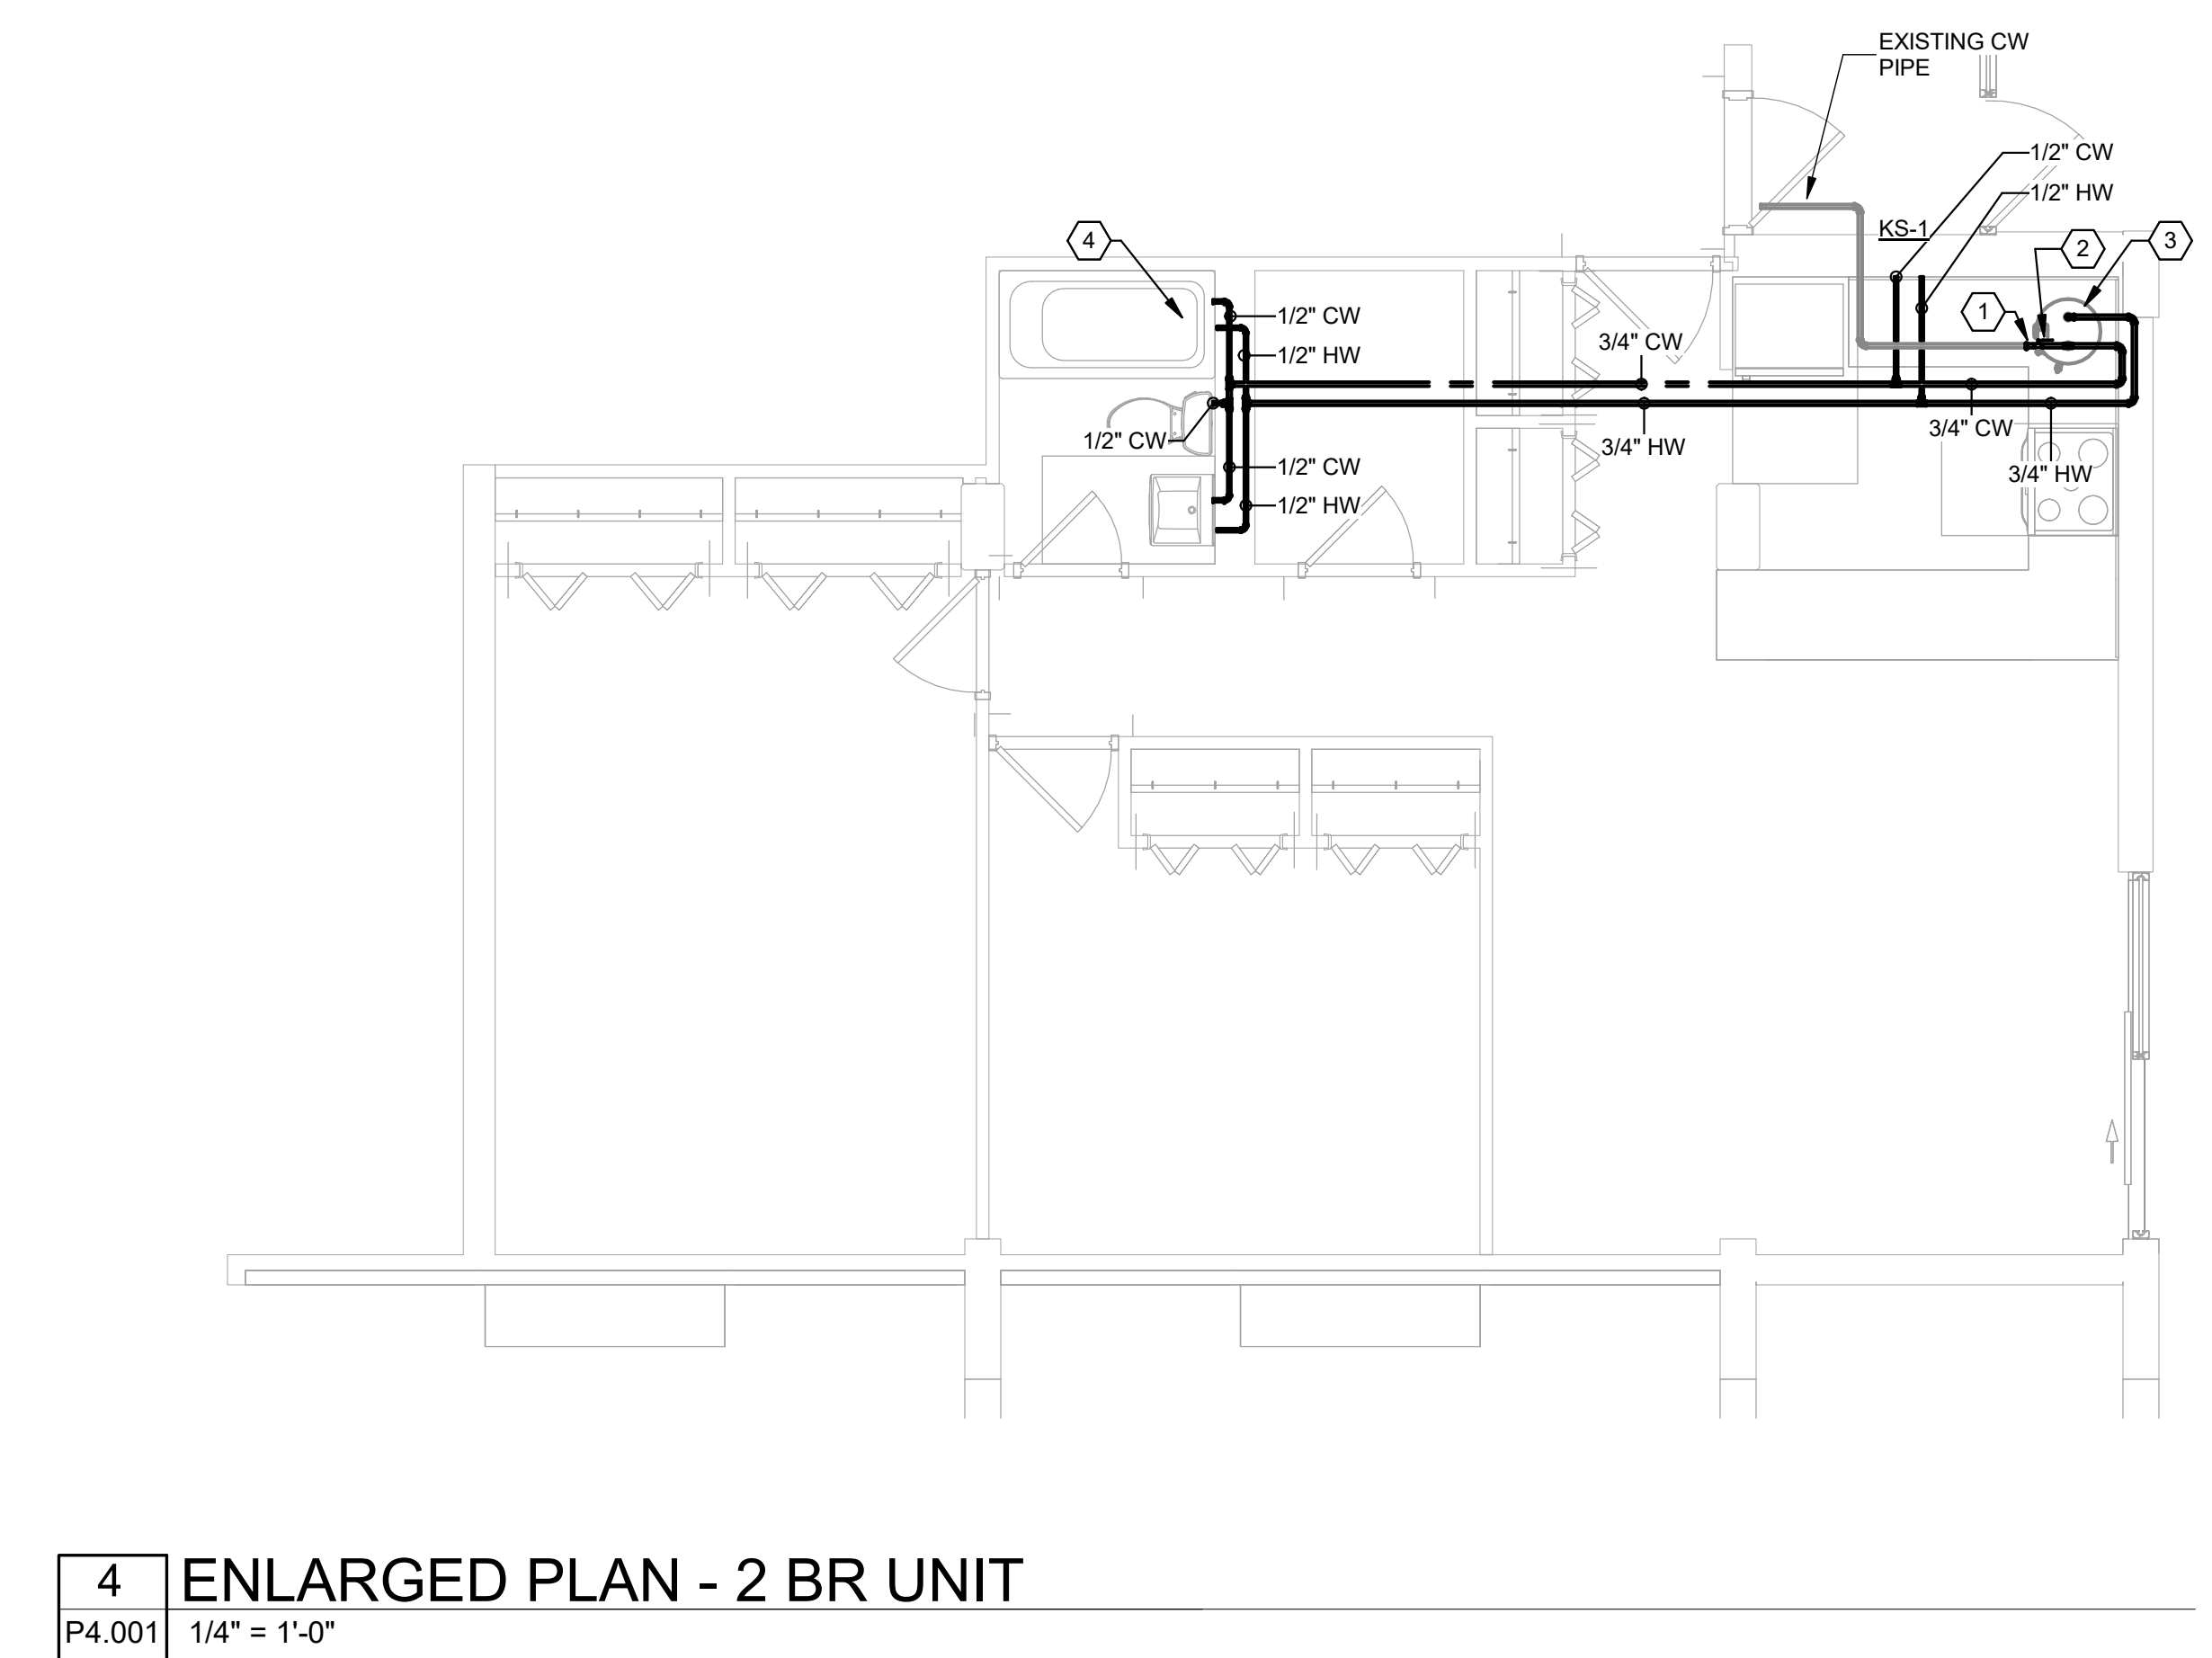 EXISTING CW
PIPE
1/2" CW
1/2" HW
KS-1
4
2
3
1
1/2" CW
1/2" HW
3/4" CW
1/2" CW
3/4" HW
3/4" CW
3/4" HW
1/2" CW
1/2" HW
4
ENLARGED PLAN - 2 BR UNIT
P4.001
1/4" = 1'-0"